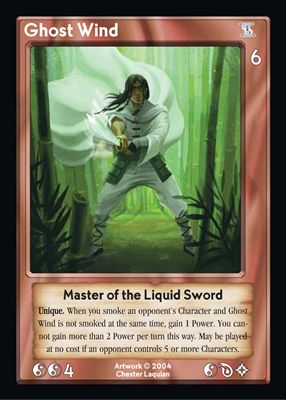 Ghost Wind
6
Master of the Liquid Sword
Unique. When you smoke an opponent's Character and Ghost
Wind is not smoked at the same time, gain 1 Power. You can-
not gain more than 2 Power per turn this way. May be played
at no cost if an opponent controls 5 or more Characters.
4
Artwork © 2004
Chester Laquian